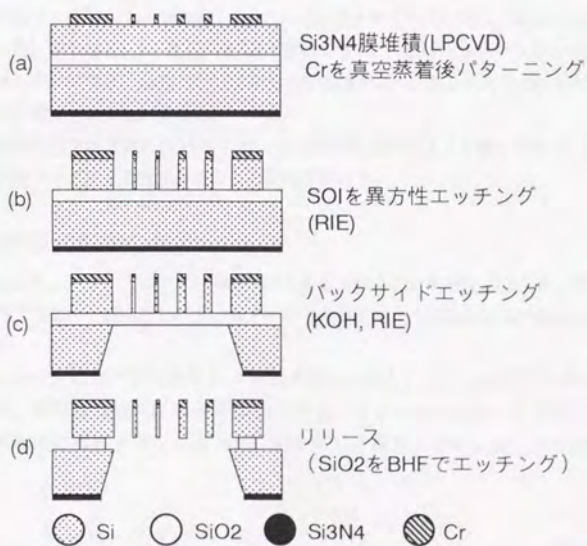 (a)
Si3N4膜堆積(LPCVD)
Crを真空蒸着後パターニング
(b)
SOIを異方性エッチング
(RIE)
(c)
バックサイドエッチング
(KOH, RIE)
(d)
リリース
(SiO2をBHFでエッチング)
Si SiO2 Si3N4 Cr